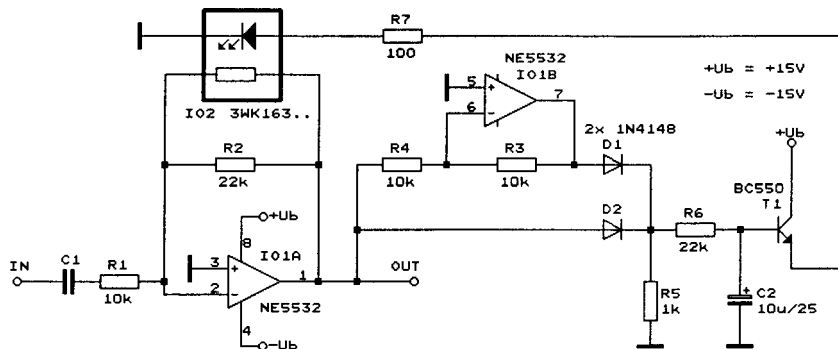 R7
100
NE5532
IO1B
+Ub = +15V
-Ub = -15V
5
+
6
-
7
IO2 3WK163..
2x 1N4148
+Ub
R2
22k
R4
10k
R3
10k
D1
BC550
T1
+Ub
D2
R6
22k
8
IO1A
IN
C1
R1
10k
3
+
2
-
1
OUT
NE5532
4
-Ub
R5
1k
+
C2
10u/25